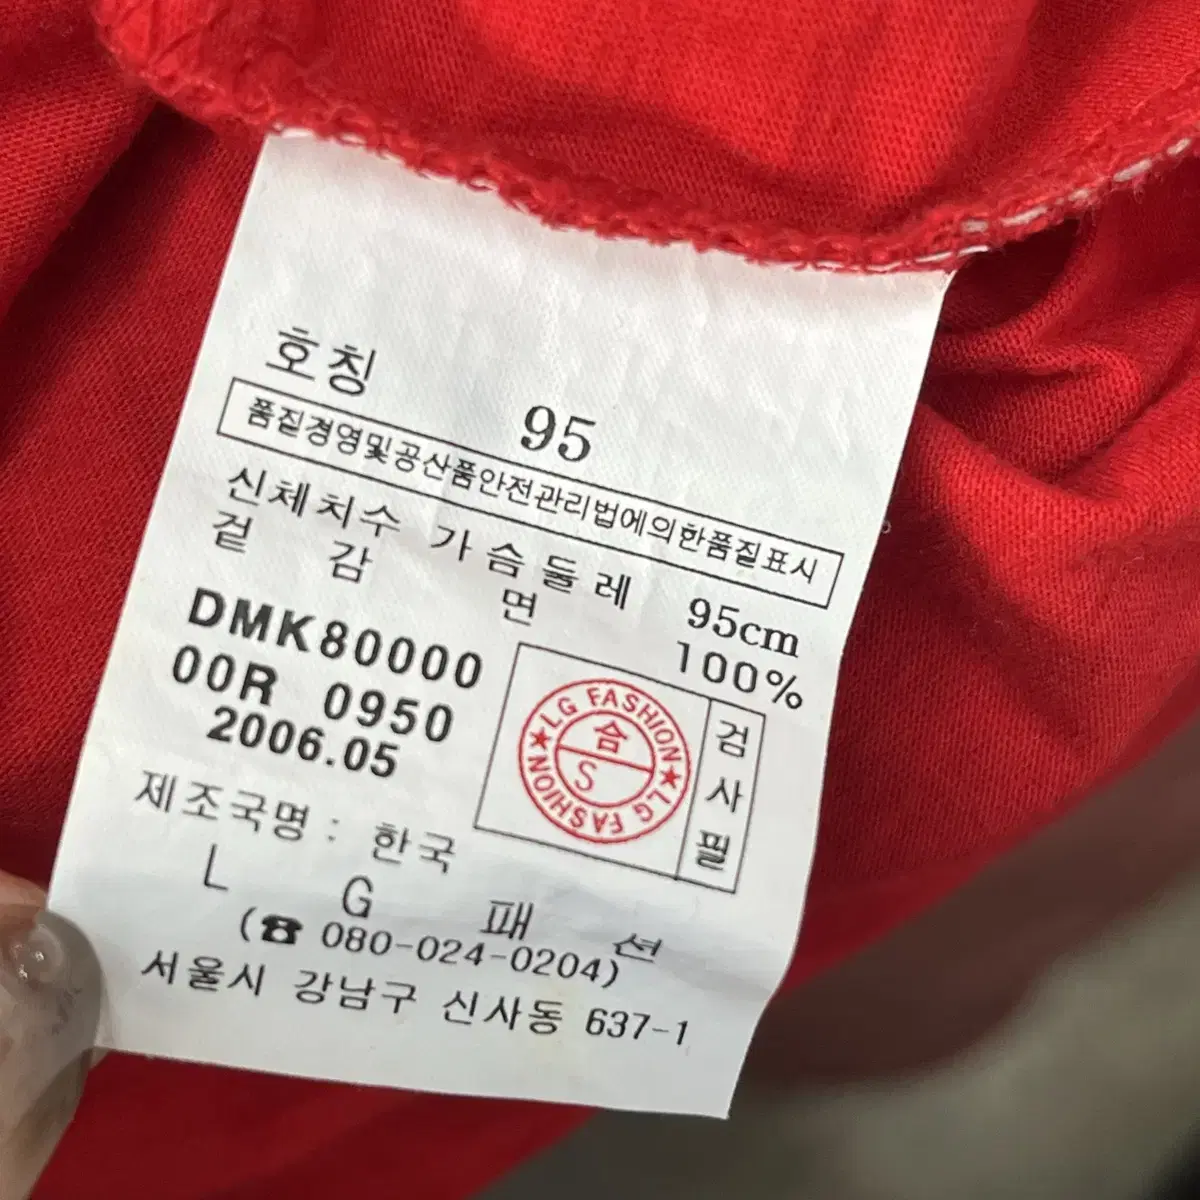 호칭 95
품질경영및공산품안전관리법에의한품질표시
신체치수 가슴둘레 95cm
겉감 면 100%
DMK80000
00R 0950
2006.05
★LG FASHION★LG FASHION
合
S
검사필
제조국명 : 한국
LG패션
(☎ 080-024-0204)
서울시 강남구 신사동 637-1